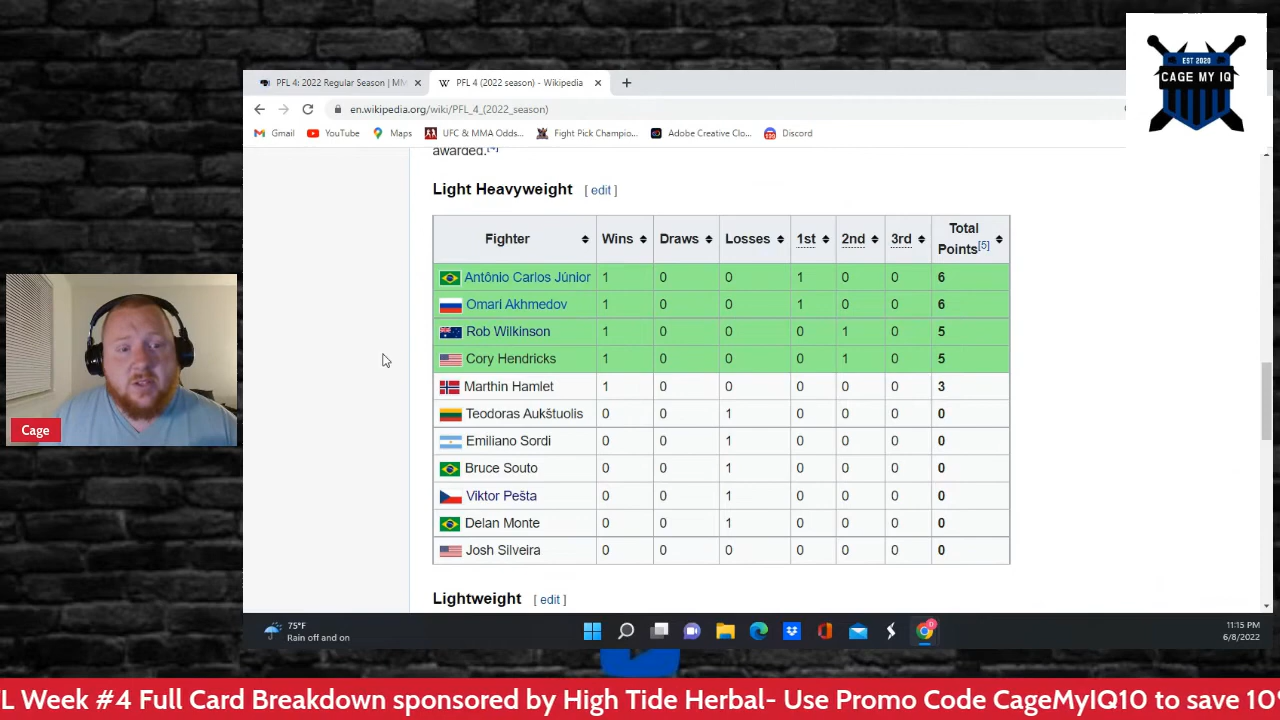 PFL 4: 2022 Regular Season | MM
PFL 4 (2022 season) - Wikipedia
en.wikipedia.org/wiki/PFL_4_(2022_season)
Gmail YouTube Maps UFC & MMA Odds... Fight Pick Champio... Adobe Creative Clo... Discord
EST 2020
CAGE MY IQ
awarded.[4]
Light Heavyweight [ edit ]
Fighter Wins Draws Losses 1st 2nd 3rd Total Points[5]
Antônio Carlos Júnior 1 0 0 1 0 0 6
Omari Akhmedov 1 0 0 1 0 0 6
Rob Wilkinson 1 0 0 0 1 0 5
Cory Hendricks 1 0 0 0 1 0 5
Marthin Hamlet 1 0 0 0 0 0 3
Teodoras Aukštuolis 0 0 1 0 0 0 0
Emiliano Sordi 0 0 1 0 0 0 0
Bruce Souto 0 0 1 0 0 0 0
Viktor Pešta 0 0 1 0 0 0 0
Delan Monte 0 0 1 0 0 0 0
Josh Silveira 0 0 0 0 0 0 0
Lightweight [ edit ]
Cage
75°F
Rain off and on
11:15 PM
6/8/2022
FL Week #4 Full Card Breakdown sponsored by High Tide Herbal- Use Promo Code CageMyIQ10 to save 10%